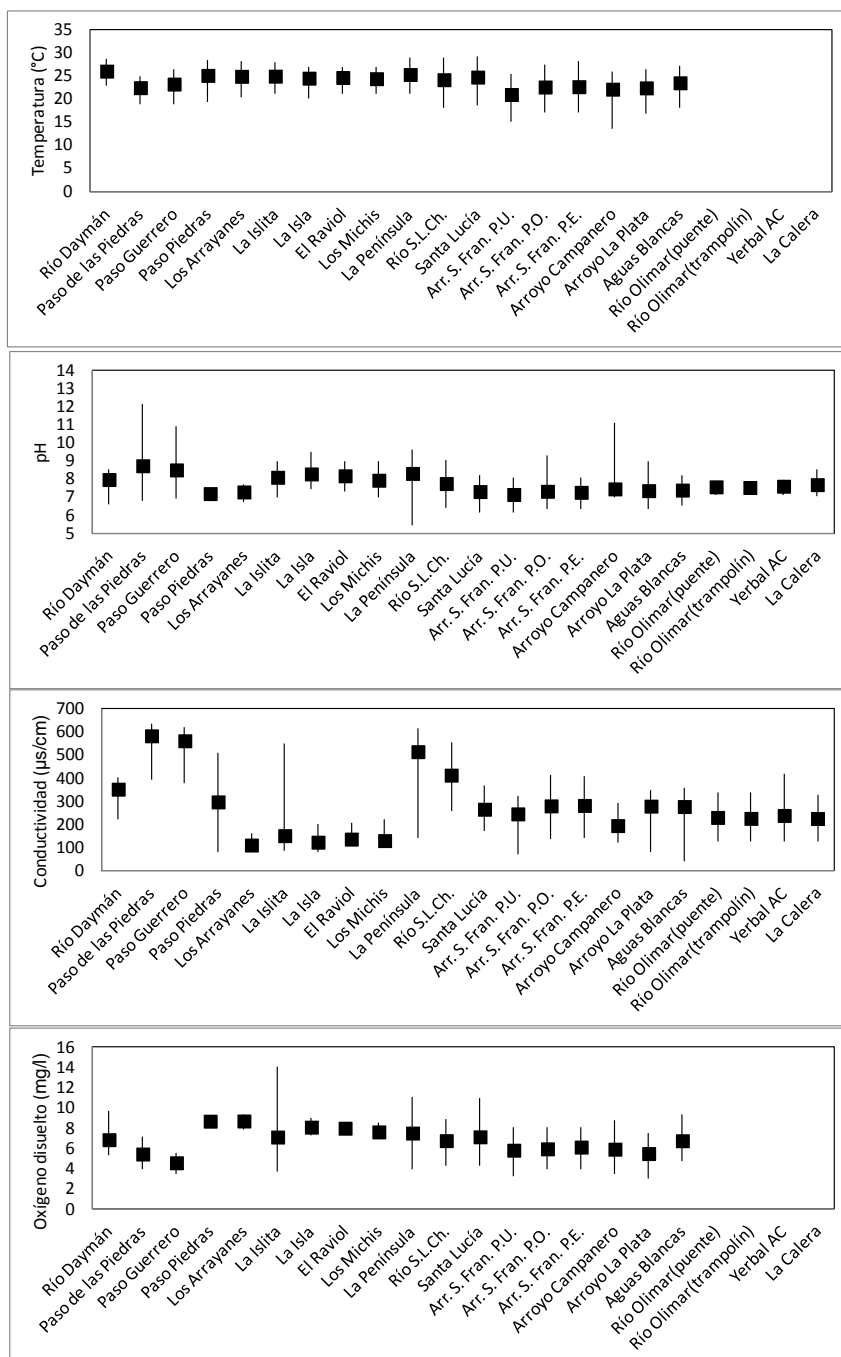 Temperatura (°C)
35
30
25
20
15
10
5
0
Río Daymán
Paso de las Piedras
Paso Guerrero
Paso Piedras
Los Arrayanes
La Islita
La Isla
El Raviol
Los Michis
La Península
Río S.L.Ch.
Santa Lucía
Arr. S. Fran. P.U.
Arr. S. Fran. P.O.
Arr. S. Fran. P.E.
Arroyo Campanero
Arroyo La Plata
Aguas Blancas
Río Olimar(puente)
Río Olimar(trampolín)
Yerbal AC
La Calera
pH
14
13
12
11
10
9
8
7
6
5
Río Daymán
Paso de las Piedras
Paso Guerrero
Paso Piedras
Los Arrayanes
La Islita
La Isla
El Raviol
Los Michis
La Península
Río S.L.Ch.
Santa Lucía
Arr. S. Fran. P.U.
Arr. S. Fran. P.O.
Arr. S. Fran. P.E.
Arroyo Campanero
Arroyo La Plata
Aguas Blancas
Río Olimar(puente)
Río Olimar(trampolín)
Yerbal AC
La Calera
Conductividad (µs/cm)
700
600
500
400
300
200
100
0
Río Daymán
Paso de las Piedras
Paso Guerrero
Paso Piedras
Los Arrayanes
La Islita
La Isla
El Raviol
Los Michis
La Península
Río S.L.Ch.
Santa Lucía
Arr. S. Fran. P.U.
Arr. S. Fran. P.O.
Arr. S. Fran. P.E.
Arroyo Campanero
Arroyo La Plata
Aguas Blancas
Río Olimar(puente)
Río Olimar(trampolín)
Yerbal AC
La Calera
Oxígeno disuelto (mg/l)
16
14
12
10
8
6
4
2
0
Río Daymán
Paso de las Piedras
Paso Guerrero
Paso Piedras
Los Arrayanes
La Islita
La Isla
El Raviol
Los Michis
La Península
Río S.L.Ch.
Santa Lucía
Arr. S. Fran. P.U.
Arr. S. Fran. P.O.
Arr. S. Fran. P.E.
Arroyo Campanero
Arroyo La Plata
Aguas Blancas
Río Olimar(puente)
Río Olimar(trampolín)
Yerbal AC
La Calera